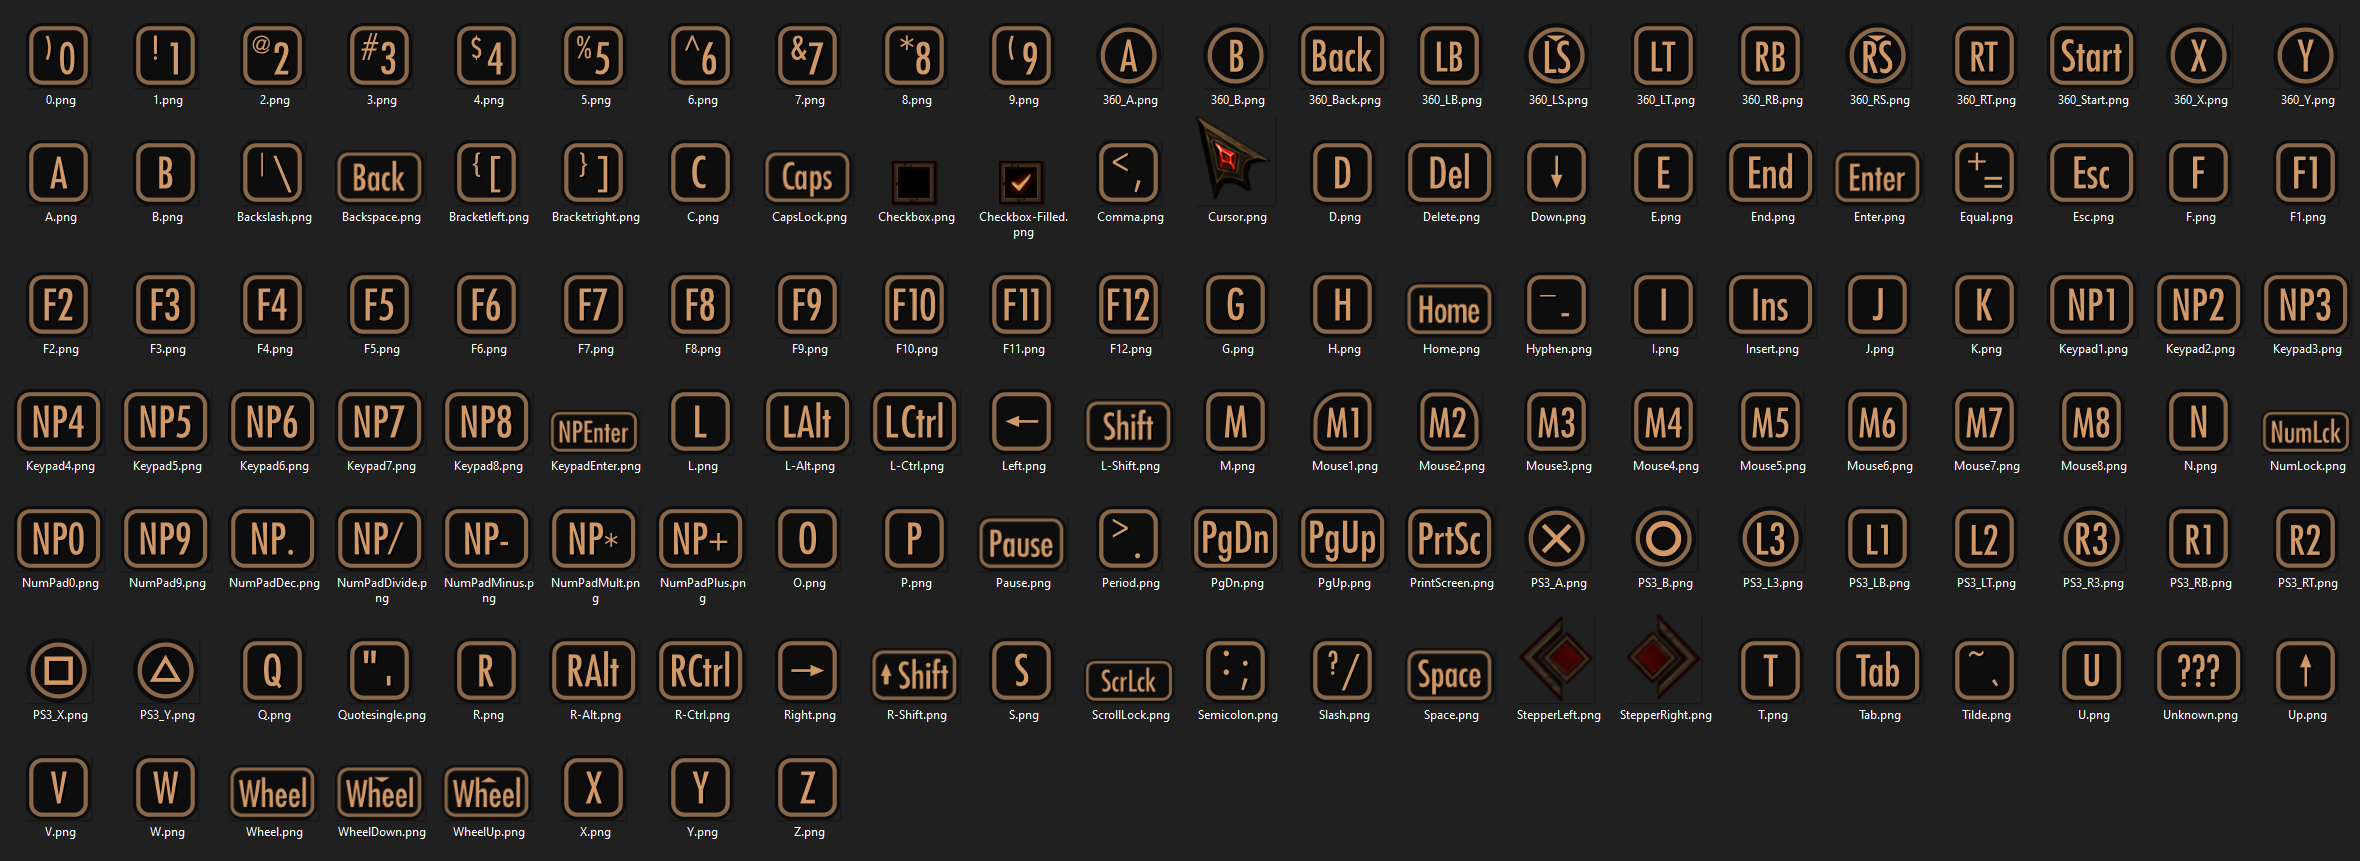 ) 0 ! 1 @ 2 # 3 $ 4 % 5 ^ 6 & 7 * 8 ( 9 A B Back LB LS LT RB RS RT Start X Y
0.png 1.png 2.png 3.png 4.png 5.png 6.png 7.png 8.png 9.png 360_A.png 360_B.png 360_Back.png 360_LB.png 360_LS.png 360_LT.png 360_RB.png 360_RS.png 360_RT.png 360_Start.png 360_X.png 360_Y.png
A B | \ Back { [ } ] C Caps < , D Del ↓ E End Enter + = Esc F F1
A.png B.png Backslash.png Backspace.png Bracketleft.png Bracketright.png C.png CapsLock.png Checkbox.png Checkbox-Filled. Comma.png Cursor.png D.png Delete.png Down.png E.png End.png Enter.png Equal.png Esc.png F.png F1.png
png
F2 F3 F4 F5 F6 F7 F8 F9 F10 F11 F12 G H Home _ - I Ins J K NP1 NP2 NP3
F2.png F3.png F4.png F5.png F6.png F7.png F8.png F9.png F10.png F11.png F12.png G.png H.png Home.png Hyphen.png I.png Insert.png J.png K.png Keypad1.png Keypad2.png Keypad3.png
NP4 NP5 NP6 NP7 NP8 NPEnter L LAlt LCtrl ← Shift M M1 M2 M3 M4 M5 M6 M7 M8 N NumLck
Keypad4.png Keypad5.png Keypad6.png Keypad7.png Keypad8.png KeypadEnter.png L.png L-Alt.png L-Ctrl.png Left.png L-Shift.png M.png Mouse1.png Mouse2.png Mouse3.png Mouse4.png Mouse5.png Mouse6.png Mouse7.png Mouse8.png N.png NumLock.png
NP0 NP9 NP. NP/ NP- NP* NP+ O P Pause > . PgDn PgUp PrtSc L3 L1 L2 R3 R1 R2
NumPad0.png NumPad9.png NumPadDec.png NumPadDivide.p NumPadMinus.p NumPadMult.pn NumPadPlus.pn O.png P.png Pause.png Period.png PgDn.png PgUp.png PrintScreen.png PS3_A.png PS3_B.png PS3_L3.png PS3_LB.png PS3_LT.png PS3_R3.png PS3_RB.png PS3_RT.png
ng ng g g
Q " ' R RAlt RCtrl → Shift S ScrLck : ; ? / Space T Tab ~ ` U ??? ↑
PS3_X.png PS3_Y.png Q.png Quotesingle.png R.png R-Alt.png R-Ctrl.png Right.png R-Shift.png S.png ScrollLock.png Semicolon.png Slash.png Space.png StepperLeft.png StepperRight.png T.png Tab.png Tilde.png U.png Unknown.png Up.png
V W Wheel Wheel Wheel X Y Z
V.png W.png Wheel.png WheelDown.png WheelUp.png X.png Y.png Z.png